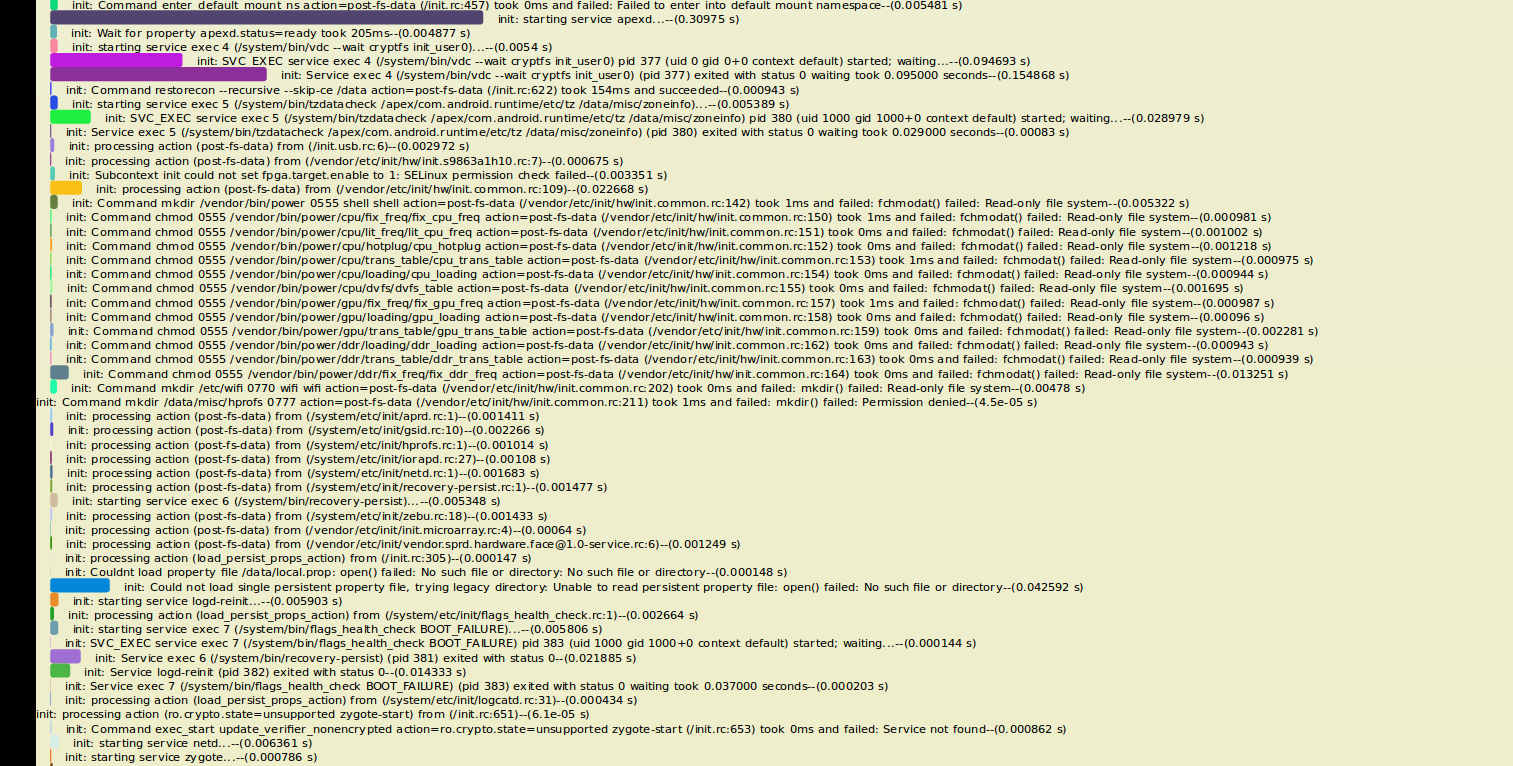 init: Command enter_default_mount_ns action=post-fs-data (/init.rc:457) took 0ms and failed: Failed to enter into default mount namespace--(0.005481 s)
init: starting service apexd...--(0.30975 s)
init: Wait for property apexd.status=ready took 205ms--(0.004877 s)
init: starting service exec 4 (/system/bin/vdc --wait cryptfs init_user0)...--(0.0054 s)
init: SVC_EXEC service exec 4 (/system/bin/vdc --wait cryptfs init_user0) pid 377 (uid 0 gid 0+0 context default) started; waiting...--(0.094693 s)
init: Service exec 4 (/system/bin/vdc --wait cryptfs init_user0) (pid 377) exited with status 0 waiting took 0.095000 seconds--(0.154868 s)
init: Command restorecon --recursive --skip-ce /data action=post-fs-data (/init.rc:622) took 154ms and succeeded--(0.000943 s)
init: starting service exec 5 (/system/bin/tzdatacheck /apex/com.android.runtime/etc/tz /data/misc/zoneinfo)...--(0.005389 s)
init: SVC_EXEC service exec 5 (/system/bin/tzdatacheck /apex/com.android.runtime/etc/tz /data/misc/zoneinfo) pid 380 (uid 1000 gid 1000+0 context default) started; waiting...--(0.028979 s)
init: Service exec 5 (/system/bin/tzdatacheck /apex/com.android.runtime/etc/tz /data/misc/zoneinfo) (pid 380) exited with status 0 waiting took 0.029000 seconds--(0.00083 s)
init: processing action (post-fs-data) from (/init.usb.rc:6)--(0.002972 s)
init: processing action (post-fs-data) from (/vendor/etc/init/hw/init.s9863a1h10.rc:7)--(0.000675 s)
init: Subcontext init could not set fpga.target.enable to 1: SELinux permission check failed--(0.003351 s)
init: processing action (post-fs-data) from (/vendor/etc/init/hw/init.common.rc:109)--(0.022668 s)
init: Command mkdir /vendor/bin/power 0555 shell shell action=post-fs-data (/vendor/etc/init/hw/init.common.rc:142) took 1ms and failed: fchmodat() failed: Read-only file system--(0.005322 s)
init: Command chmod 0555 /vendor/bin/power/cpu/fix_freq/fix_cpu_freq action=post-fs-data (/vendor/etc/init/hw/init.common.rc:150) took 1ms and failed: fchmodat() failed: Read-only file system--(0.000981 s)
init: Command chmod 0555 /vendor/bin/power/cpu/lit_freq/lit_cpu_freq action=post-fs-data (/vendor/etc/init/hw/init.common.rc:151) took 0ms and failed: fchmodat() failed: Read-only file system--(0.001002 s)
init: Command chmod 0555 /vendor/bin/power/cpu/hotplug/cpu_hotplug action=post-fs-data (/vendor/etc/init/hw/init.common.rc:152) took 0ms and failed: fchmodat() failed: Read-only file system--(0.001218 s)
init: Command chmod 0555 /vendor/bin/power/cpu/trans_table/cpu_trans_table action=post-fs-data (/vendor/etc/init/hw/init.common.rc:153) took 1ms and failed: fchmodat() failed: Read-only file system--(0.000975 s)
init: Command chmod 0555 /vendor/bin/power/cpu/loading/cpu_loading action=post-fs-data (/vendor/etc/init/hw/init.common.rc:154) took 0ms and failed: fchmodat() failed: Read-only file system--(0.000944 s)
init: Command chmod 0555 /vendor/bin/power/cpu/dvfs/dvfs_table action=post-fs-data (/vendor/etc/init/hw/init.common.rc:155) took 0ms and failed: fchmodat() failed: Read-only file system--(0.001695 s)
init: Command chmod 0555 /vendor/bin/power/gpu/fix_freq/fix_gpu_freq action=post-fs-data (/vendor/etc/init/hw/init.common.rc:157) took 1ms and failed: fchmodat() failed: Read-only file system--(0.000987 s)
init: Command chmod 0555 /vendor/bin/power/gpu/loading/gpu_loading action=post-fs-data (/vendor/etc/init/hw/init.common.rc:158) took 0ms and failed: fchmodat() failed: Read-only file system--(0.00096 s)
init: Command chmod 0555 /vendor/bin/power/gpu/trans_table/gpu_trans_table action=post-fs-data (/vendor/etc/init/hw/init.common.rc:159) took 0ms and failed: fchmodat() failed: Read-only file system--(0.002281 s)
init: Command chmod 0555 /vendor/bin/power/ddr/loading/ddr_loading action=post-fs-data (/vendor/etc/init/hw/init.common.rc:162) took 0ms and failed: fchmodat() failed: Read-only file system--(0.000943 s)
init: Command chmod 0555 /vendor/bin/power/ddr/trans_table/ddr_trans_table action=post-fs-data (/vendor/etc/init/hw/init.common.rc:163) took 0ms and failed: fchmodat() failed: Read-only file system--(0.000939 s)
init: Command chmod 0555 /vendor/bin/power/ddr/fix_freq/fix_ddr_freq action=post-fs-data (/vendor/etc/init/hw/init.common.rc:164) took 0ms and failed: fchmodat() failed: Read-only file system--(0.013251 s)
init: Command mkdir /etc/wifi 0770 wifi wifi action=post-fs-data (/vendor/etc/init/hw/init.common.rc:202) took 0ms and failed: mkdir() failed: Read-only file system--(0.00478 s)
init: Command mkdir /data/misc/hprofs 0777 action=post-fs-data (/vendor/etc/init/hw/init.common.rc:211) took 1ms and failed: mkdir() failed: Permission denied--(4.5e-05 s)
init: processing action (post-fs-data) from (/system/etc/init/aprd.rc:1)--(0.001411 s)
init: processing action (post-fs-data) from (/system/etc/init/gsid.rc:10)--(0.002266 s)
init: processing action (post-fs-data) from (/system/etc/init/hprofs.rc:1)--(0.001014 s)
init: processing action (post-fs-data) from (/system/etc/init/iorapd.rc:27)--(0.00108 s)
init: processing action (post-fs-data) from (/system/etc/init/netd.rc:1)--(0.001683 s)
init: processing action (post-fs-data) from (/system/etc/init/recovery-persist.rc:1)--(0.001477 s)
init: starting service exec 6 (/system/bin/recovery-persist)...--(0.005348 s)
init: processing action (post-fs-data) from (/system/etc/init/zebu.rc:18)--(0.001433 s)
init: processing action (post-fs-data) from (/vendor/etc/init/init.microarray.rc:4)--(0.00064 s)
init: processing action (post-fs-data) from (/vendor/etc/init/vendor.sprd.hardware.face@1.0-service.rc:6)--(0.001249 s)
init: processing action (load_persist_props_action) from (/init.rc:305)--(0.000147 s)
init: Couldnt load property file /data/local.prop: open() failed: No such file or directory: No such file or directory--(0.000148 s)
init: Could not load single persistent property file, trying legacy directory: Unable to read persistent property file: open() failed: No such file or directory--(0.042592 s)
init: starting service logd-reinit...--(0.005903 s)
init: processing action (load_persist_props_action) from (/system/etc/init/flags_health_check.rc:1)--(0.002664 s)
init: starting service exec 7 (/system/bin/flags_health_check BOOT_FAILURE)...--(0.005806 s)
init: SVC_EXEC service exec 7 (/system/bin/flags_health_check BOOT_FAILURE) pid 383 (uid 1000 gid 1000+0 context default) started; waiting...--(0.000144 s)
init: Service exec 6 (/system/bin/recovery-persist) (pid 381) exited with status 0--(0.021885 s)
init: Service logd-reinit (pid 382) exited with status 0--(0.014333 s)
init: Service exec 7 (/system/bin/flags_health_check BOOT_FAILURE) (pid 383) exited with status 0 waiting took 0.037000 seconds--(0.000203 s)
init: processing action (load_persist_props_action) from (/system/etc/init/logcatd.rc:31)--(0.000434 s)
init: processing action (ro.crypto.state=unsupported zygote-start) from (/init.rc:651)--(6.1e-05 s)
init: Command exec_start update_verifier_nonencrypted action=ro.crypto.state=unsupported zygote-start (/init.rc:653) took 0ms and failed: Service not found--(0.000862 s)
init: starting service netd...--(0.006361 s)
init: starting service zygote...--(0.000786 s)